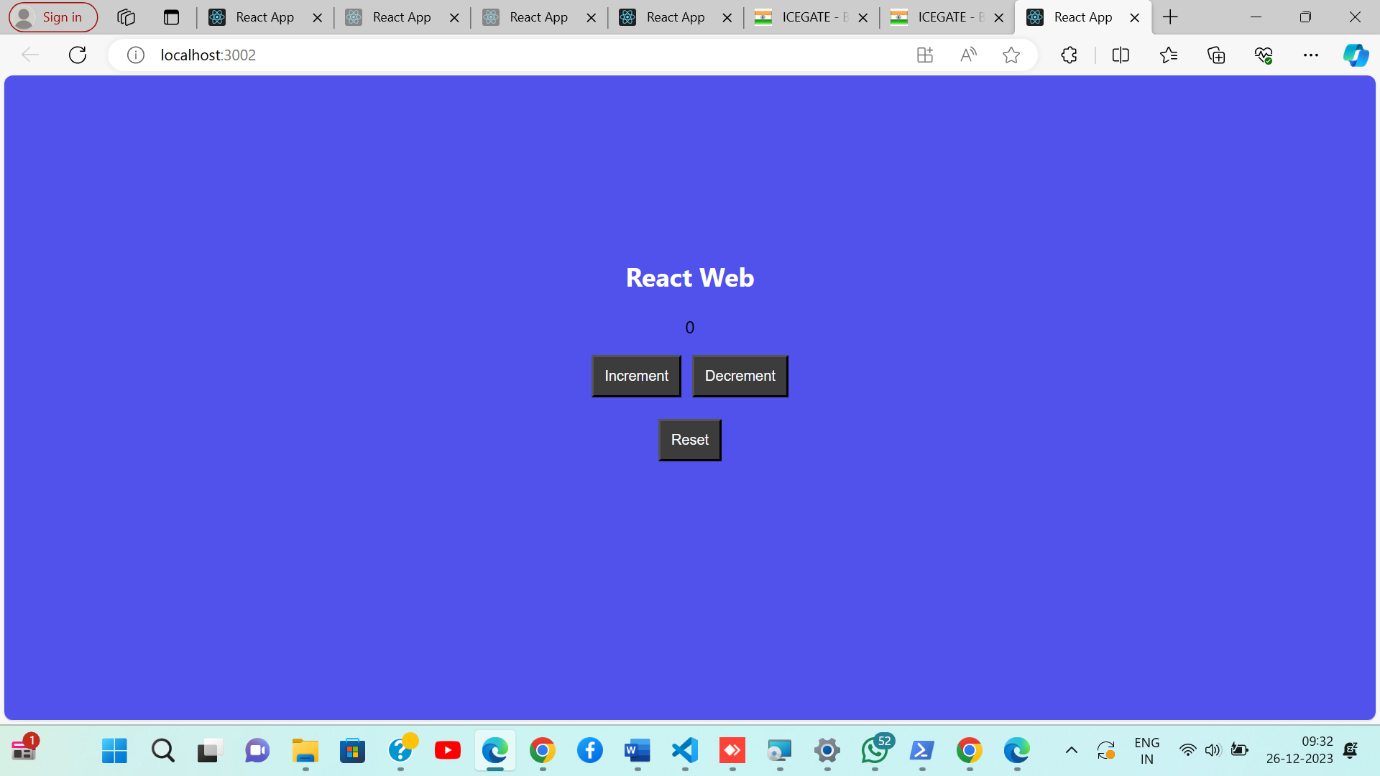 Sign in
React App
React App
React App
React App
ICEGATE - 
ICEGATE - 
React App
localhost:3002
React Web
0
Increment
Decrement
Reset
1
52
ENG
IN
09:32
26-12-2023